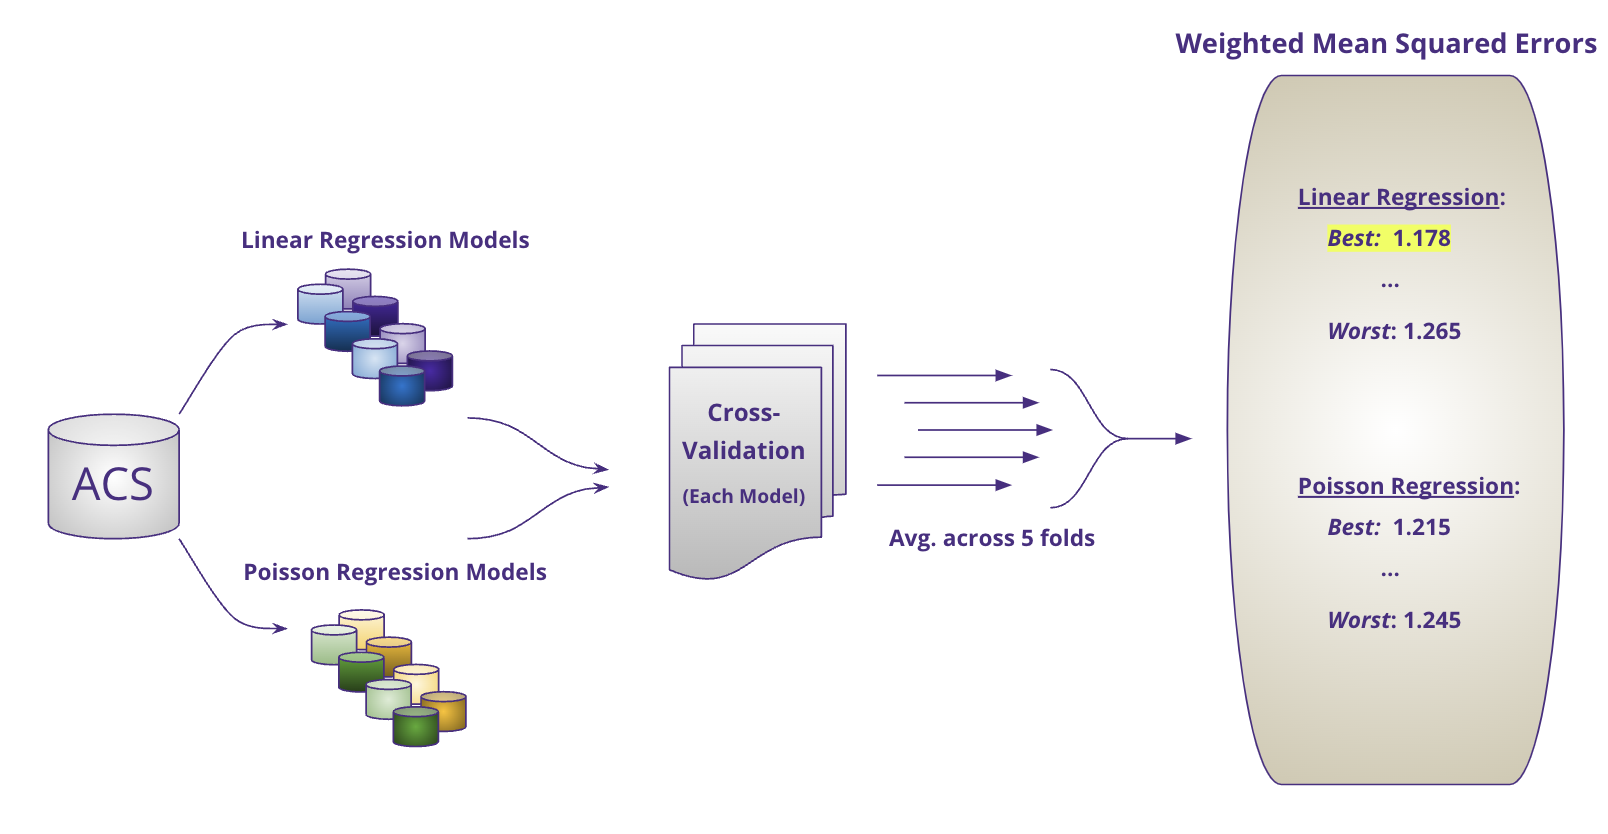 Weighted Mean Squared Errors
Linear Regression Models
ACS
Poisson Regression Models
Cross-
Validation
(Each Model)
Avg. across 5 folds
Linear Regression:
Best: 1.178
...
Worst: 1.265
Poisson Regression:
Best: 1.215
...
Worst: 1.245